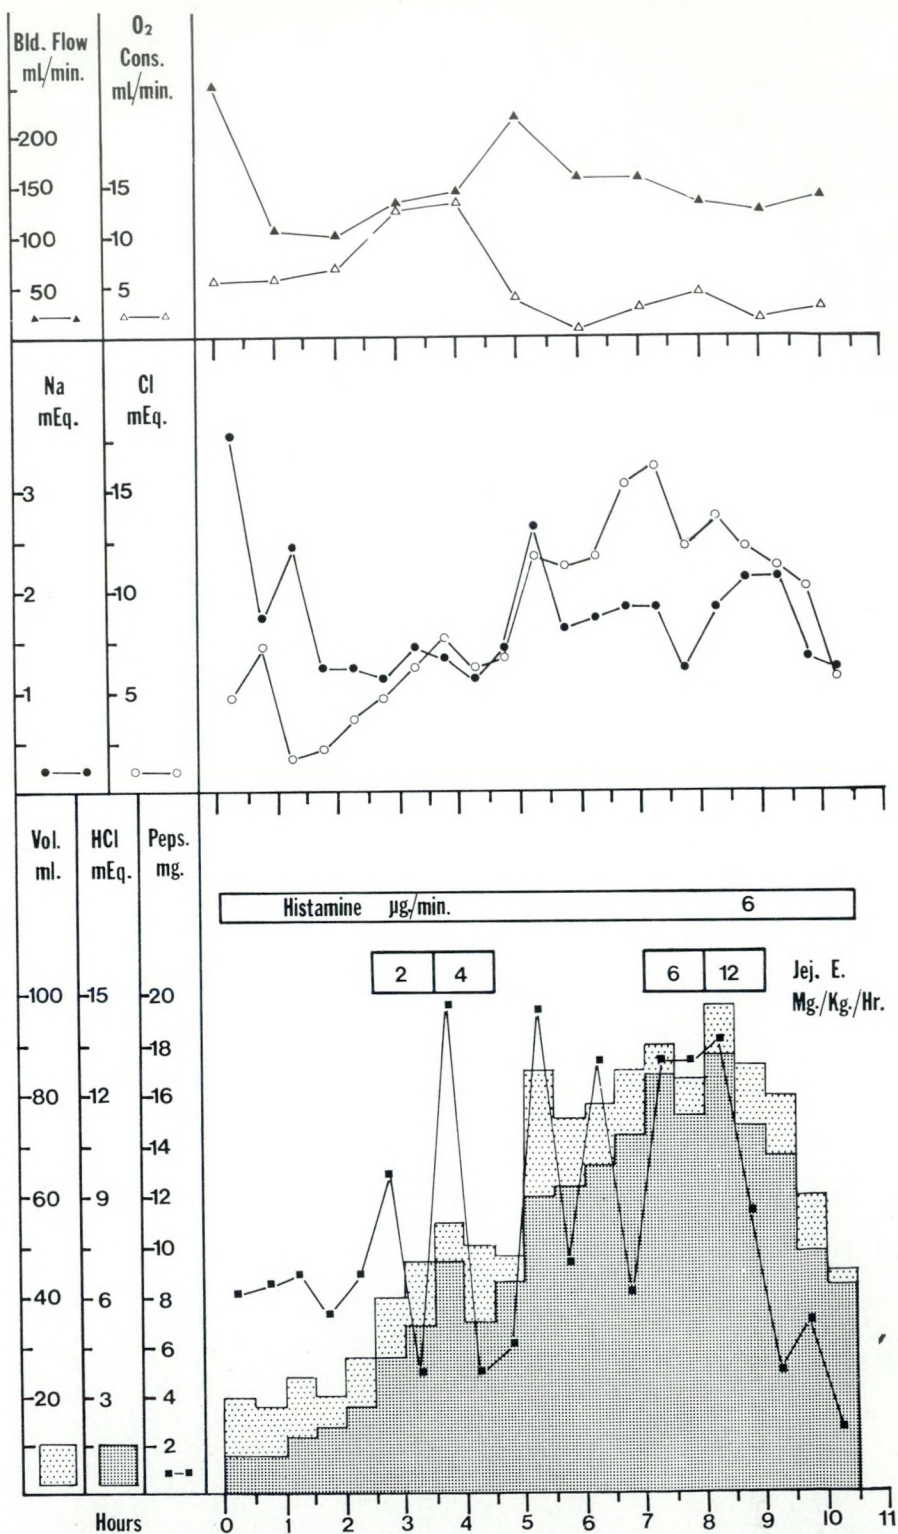 Bld. Flow
mL/min.
O2
Cons.
mL/min.
200
150
15
100
10
50
5
Na
mEq.
Cl
mEq.
3
15
2
10
1
5
Vol.
ml.
HCl
mEq.
Peps.
mg.
Histamine µg/min. 6
2 4
6 12
Jej. E.
Mg./Kg./Hr.
100
15
20
18
80
12
16
14
60
9
12
10
40
6
8
6
20
3
4
2
Hours
0 1 2 3 4 5 6 7 8 9 10 11